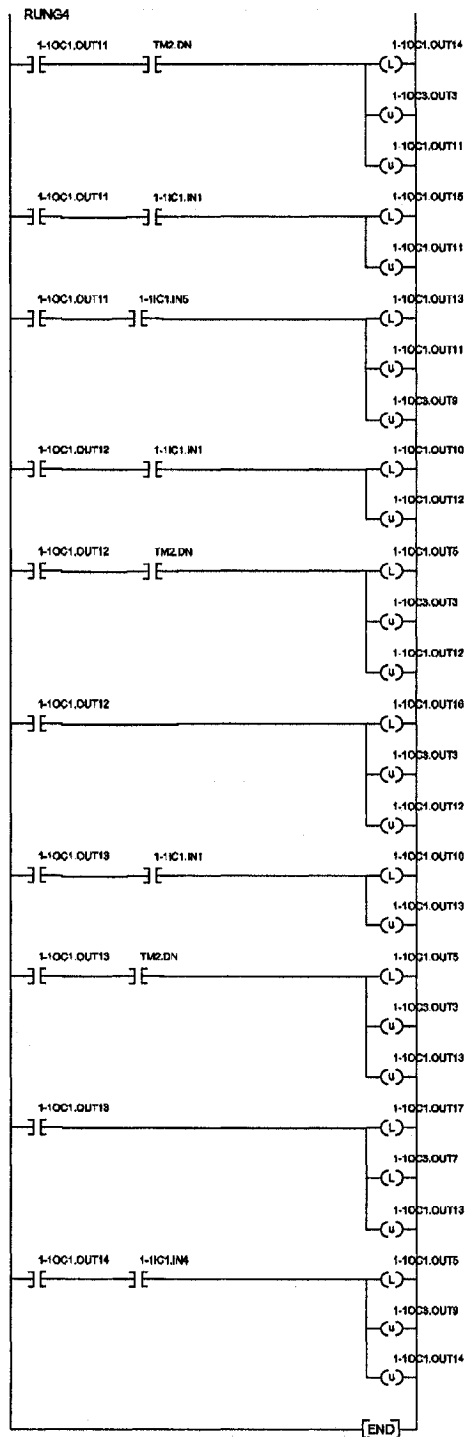 RUNG4
1-1OC1.OUT11 TM2.DN 1-1OC1.OUT14
L
1-1OC3.OUT3
U
1-1OC1.OUT11
U
1-1OC1.OUT11 1-1IC1.IN1 1-1OC1.OUT15
L
1-1OC1.OUT11
U
1-1OC1.OUT11 1-1IC1.IN5 1-1OC1.OUT13
L
1-1OC1.OUT11
U
1-1OC3.OUT9
U
1-1OC1.OUT12 1-1IC1.IN1 1-1OC1.OUT10
L
1-1OC1.OUT12
U
1-1OC1.OUT12 TM2.DN 1-1OC1.OUT5
L
1-1OC3.OUT3
U
1-1OC1.OUT12
U
1-1OC1.OUT12 1-1OC1.OUT16
L
1-1OC3.OUT3
U
1-1OC1.OUT12
U
1-1OC1.OUT13 1-1IC1.IN1 1-1OC1.OUT10
L
1-1OC1.OUT13
U
1-1OC1.OUT13 TM2.DN 1-1OC1.OUT5
L
1-1OC3.OUT3
U
1-1OC1.OUT13
U
1-1OC1.OUT13 1-1OC1.OUT17
L
1-1OC3.OUT7
L
1-1OC1.OUT13
U
1-1OC1.OUT14 1-1IC1.IN4 1-1OC1.OUT5
L
1-1OC3.OUT9
U
1-1OC1.OUT14
U
END